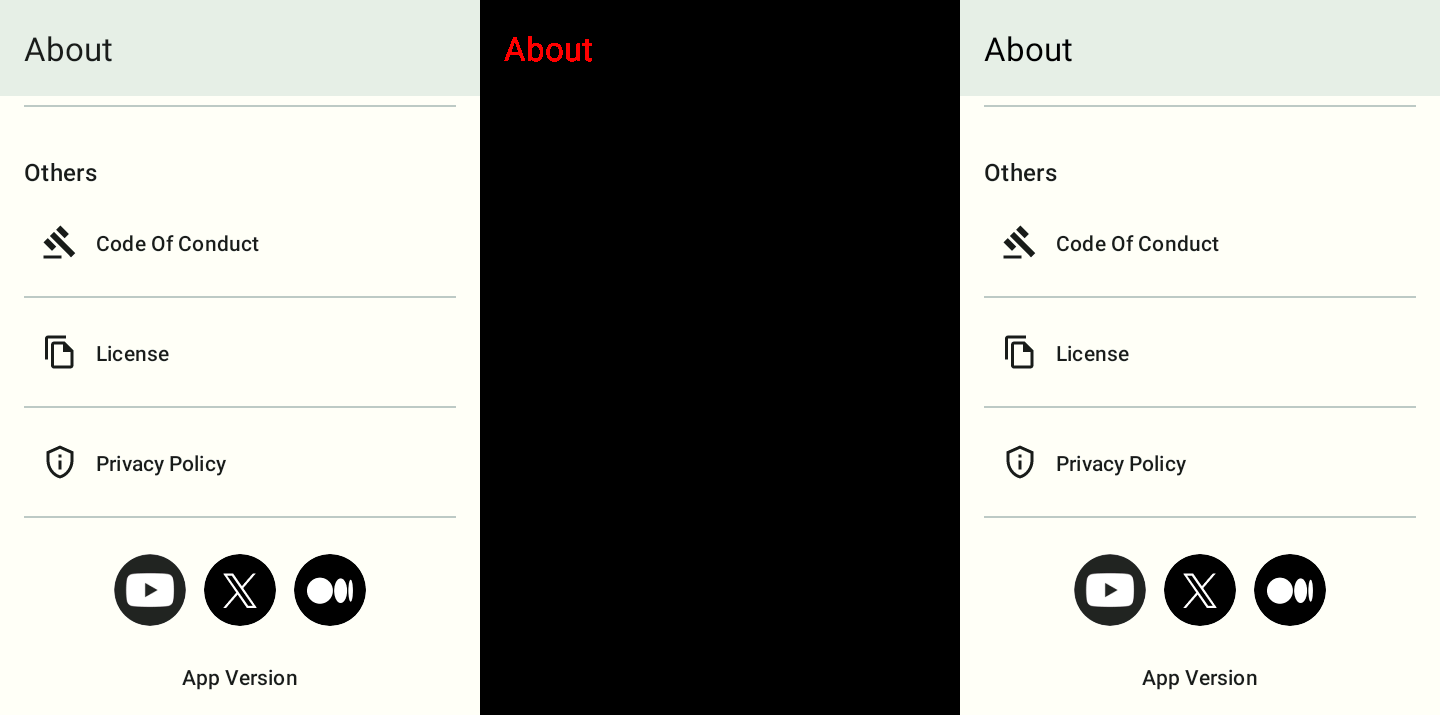 About
Others
Code Of Conduct
License
Privacy Policy
App Version
About
About
Others
Code Of Conduct
License
Privacy Policy
App Version